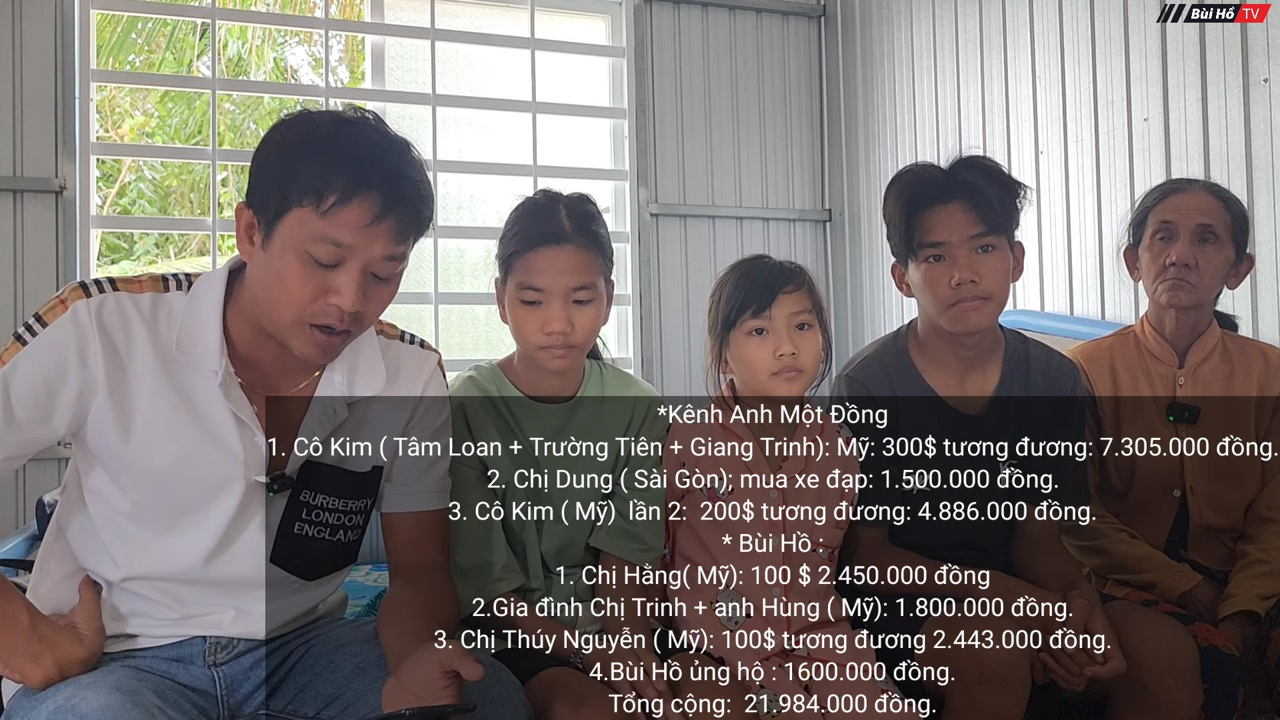 Bùi Hồ TV
BURBERRY
LONDON
ENGLAND
*Kênh Anh Một Đồng
1. Cô Kim ( Tâm Loan + Trường Tiên + Giang Trinh): Mỹ: 300$ tương đương: 7.305.000 đồng.
2. Chị Dung ( Sài Gòn); mua xe đạp: 1.500.000 đồng.
3. Cô Kim ( Mỹ) lần 2: 200$ tương đương: 4.886.000 đồng.
* Bùi Hồ :
1. Chị Hằng( Mỹ): 100 $ 2.450.000 đồng
2.Gia đình Chị Trinh + anh Hùng ( Mỹ): 1.800.000 đồng.
3. Chị Thúy Nguyễn ( Mỹ): 100$ tương đương 2.443.000 đồng.
4.Bùi Hồ ủng hộ : 1600.000 đồng.
Tổng cộng: 21.984.000 đồng.